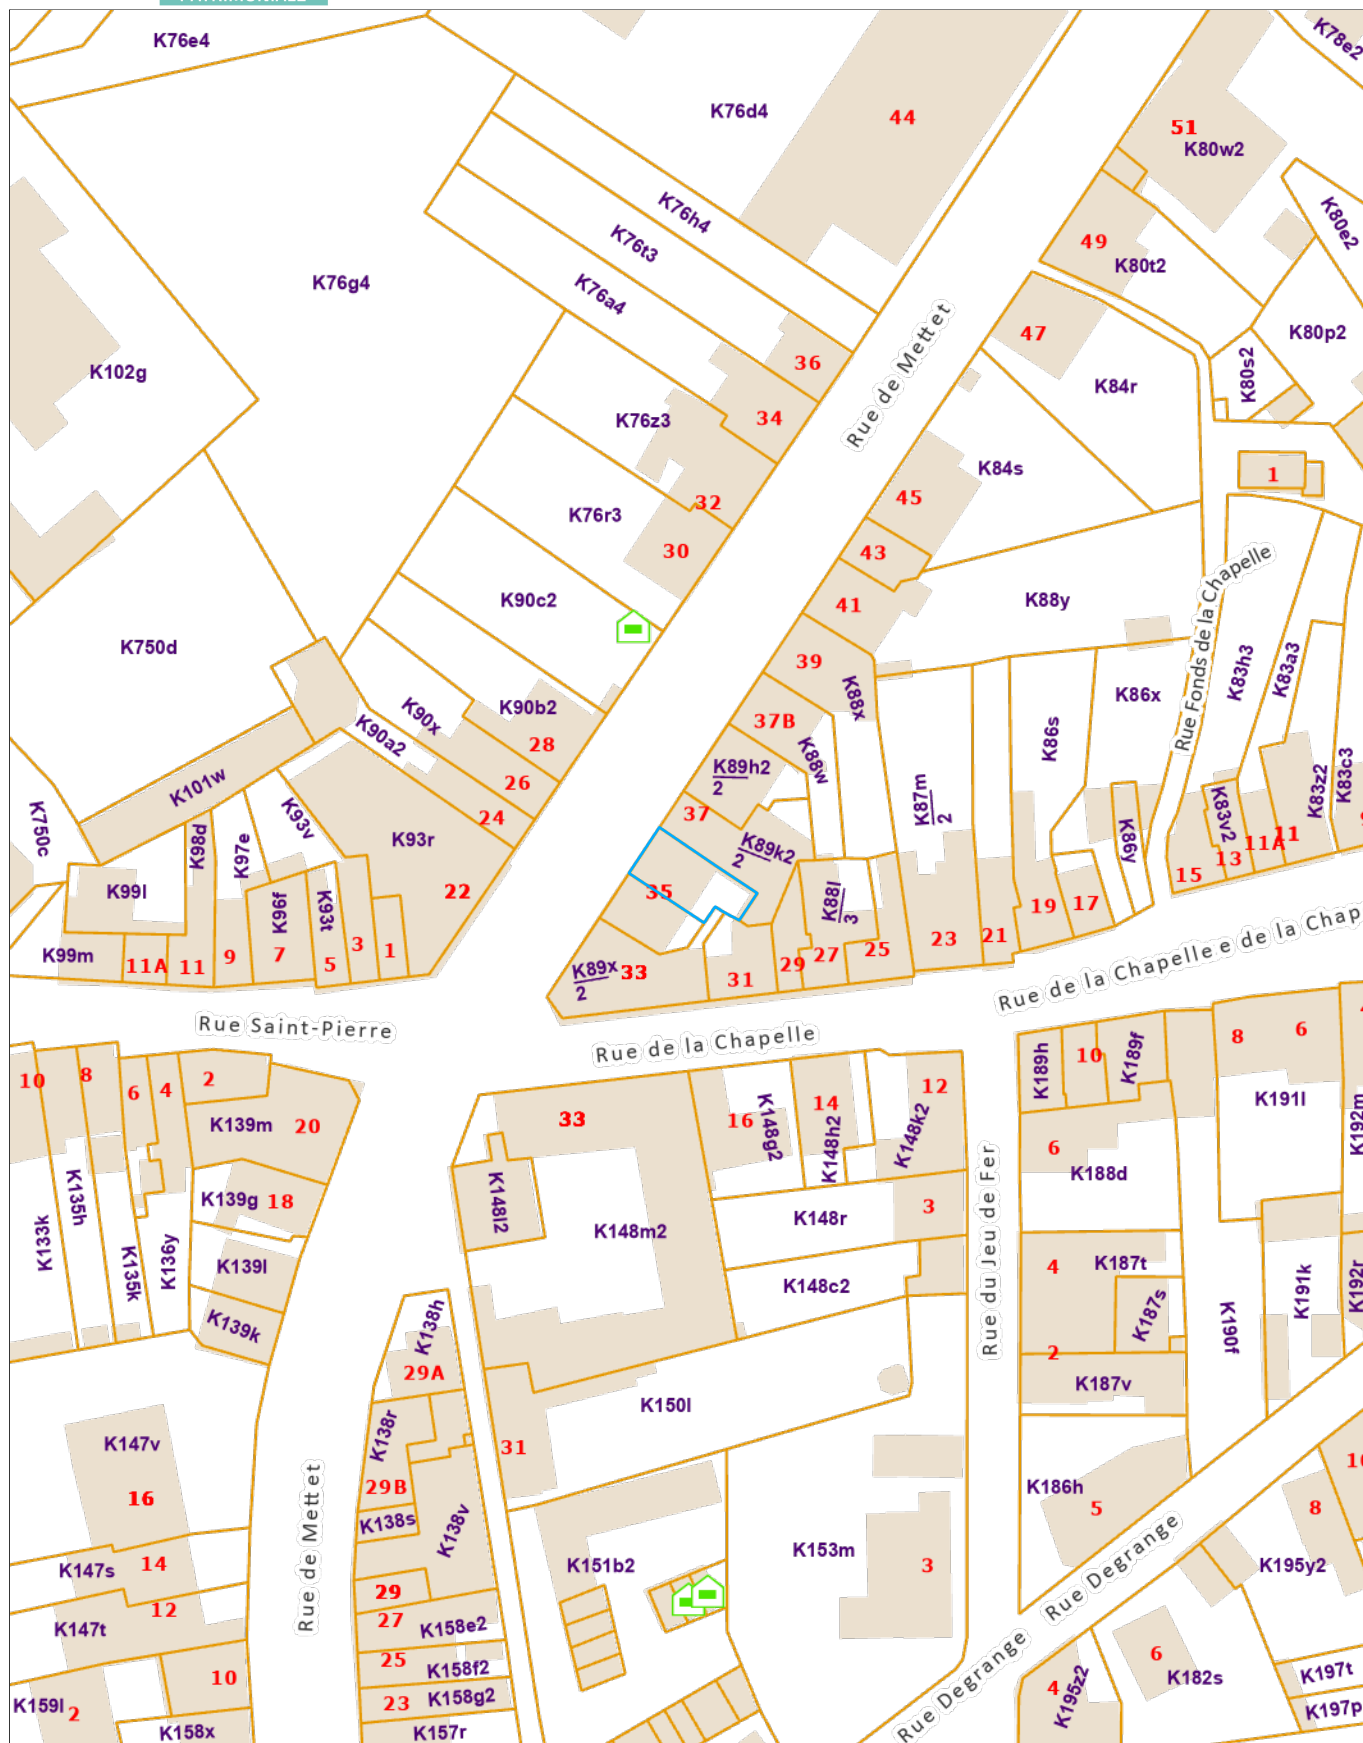 K76e4
K78e2
K76d4
44
51
K80w2
K76h4
K80e2
K76t3
49
K80t2
K76g4
K76a4
Rue de Mettet
47
K80p2
K102g
36
K84r
K80s2
K76z3
34
K84s
1
45
32
K76r3
30
43
Rue Fonds de la Chapelle
K90c2
41
K88y
K750d
39
K83h3
K83a3
K88x
K86x
K90x
K90b2
37B
K86s
K90a2
28
K88w
K89h2
2
K83z2
K83c3
K101w
26
K87m
2
K750c
K93v
24
37
K83v2
K98d
K97e
K93r
K89k2
2
K86y
11A
11
13
15
K99l
22
35
K88l
3
K96f
K93t
19
17
K99m
11A
11
9
7
5
3
1
K89x
2
33
31
29
27
25
23
21
Rue de la Chapelle
e de la Chap
Rue Saint-Pierre
Rue de la Chapelle
10
8
6
4
2
K139m
20
33
16
K148g2
14
K148h2
12
K148k2
K189h
10
K189f
8
6
K191l
K192m
6
K188d
K133k
K135h
K135k
K136y
K139g
18
K148l2
K148m2
K148r
3
Rue du Jeu de Fer
K139l
K148c2
4
K187t
K187s
K190f
K191k
K192r
K139k
K138h
29A
2
K187v
K150l
K138r
K147v
16
31
29B
K186h
5
10
8
K138s
K138v
Rue de Mettet
K147s
14
K151b2
K153m
3
Rue Degrange
K195y2
12
29
K147t
27
K158e2
Rue Degrange
6
K182s
25
K158f2
K197t
10
K159l
2
23
K158g2
4
K195z2
K197p
K158x
K157r